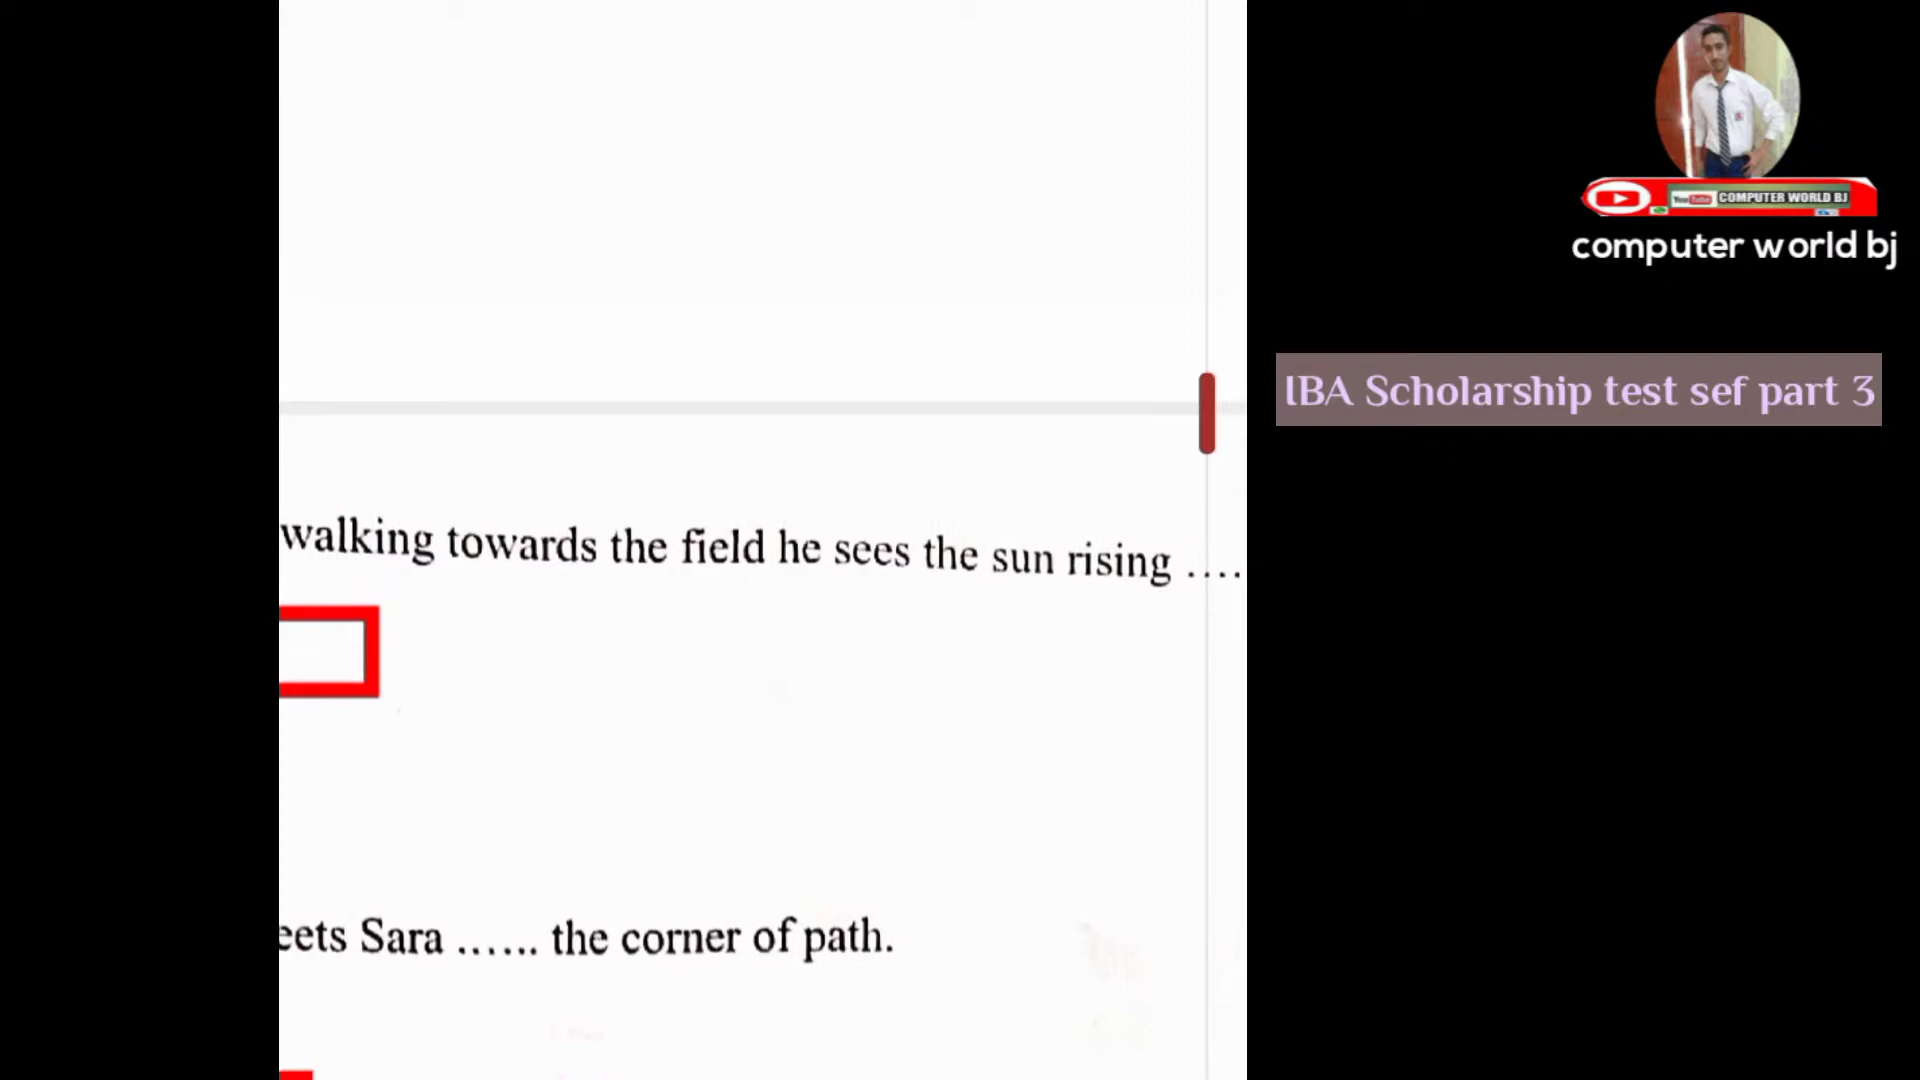 YouTube COMPUTER WORLD BJ
computer world bj
IBA Scholarship test sef part 3
walking towards the field he sees the sun rising ....
eets Sara ...... the corner of path.